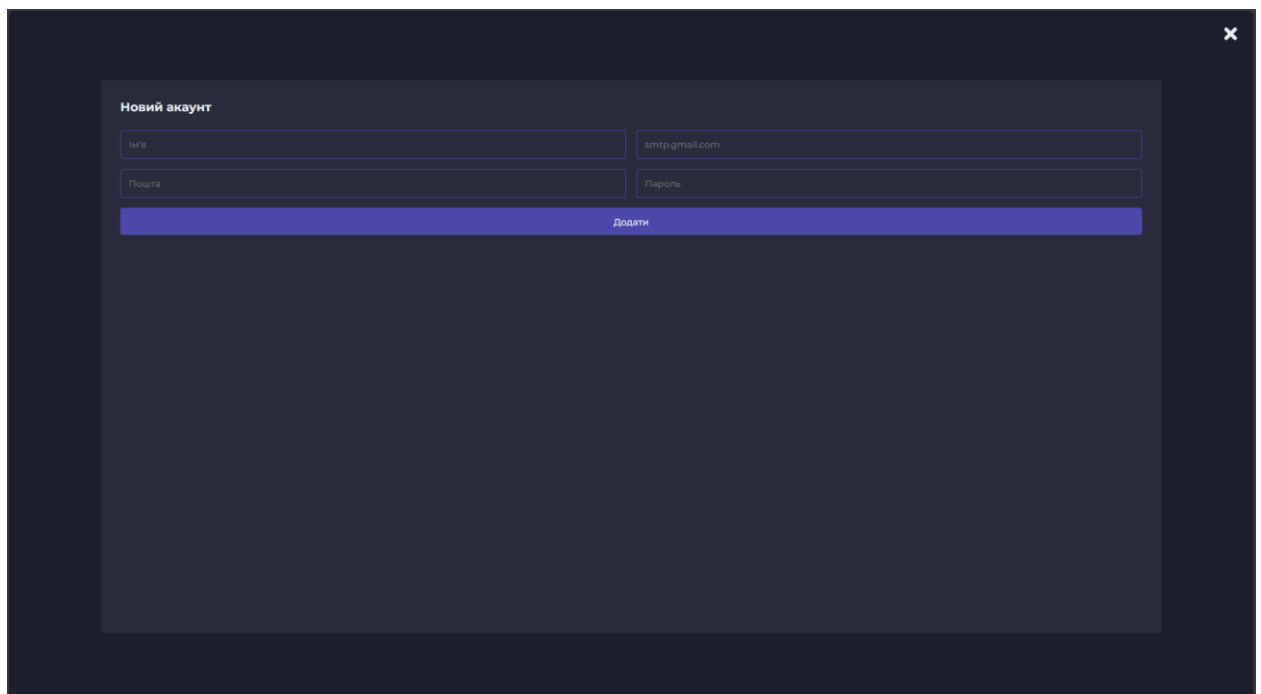 Новий акаунт
Ім'я
smtp.gmail.com
Пошта
Пароль
Додати